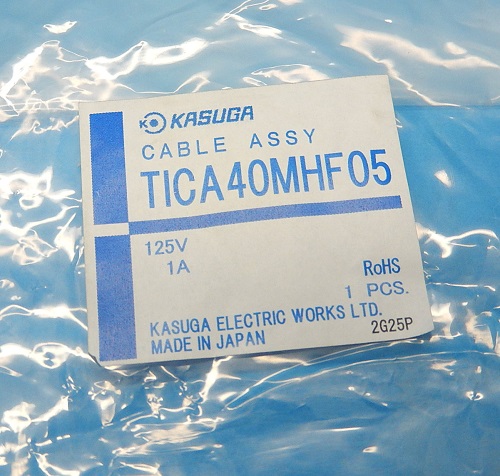 KASUGA
CABLE ASSY
TICA40MHF05
125V
1A
RoHS
1 PCS.
KASUGA ELECTRIC WORKS LTD.
MADE IN JAPAN
2G25P